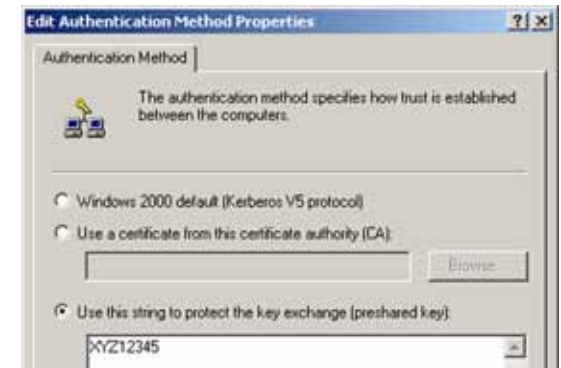 Edit Authentication Method Properties
Authentication Method
The authentication method specifies how trust is established
between the computers.
Windows 2000 default (Kerberos V5 protocol)
Use a certificate from this certificate authority (CA):
Browse
Use this string to protect the key exchange (preshared key):
XYZ12345